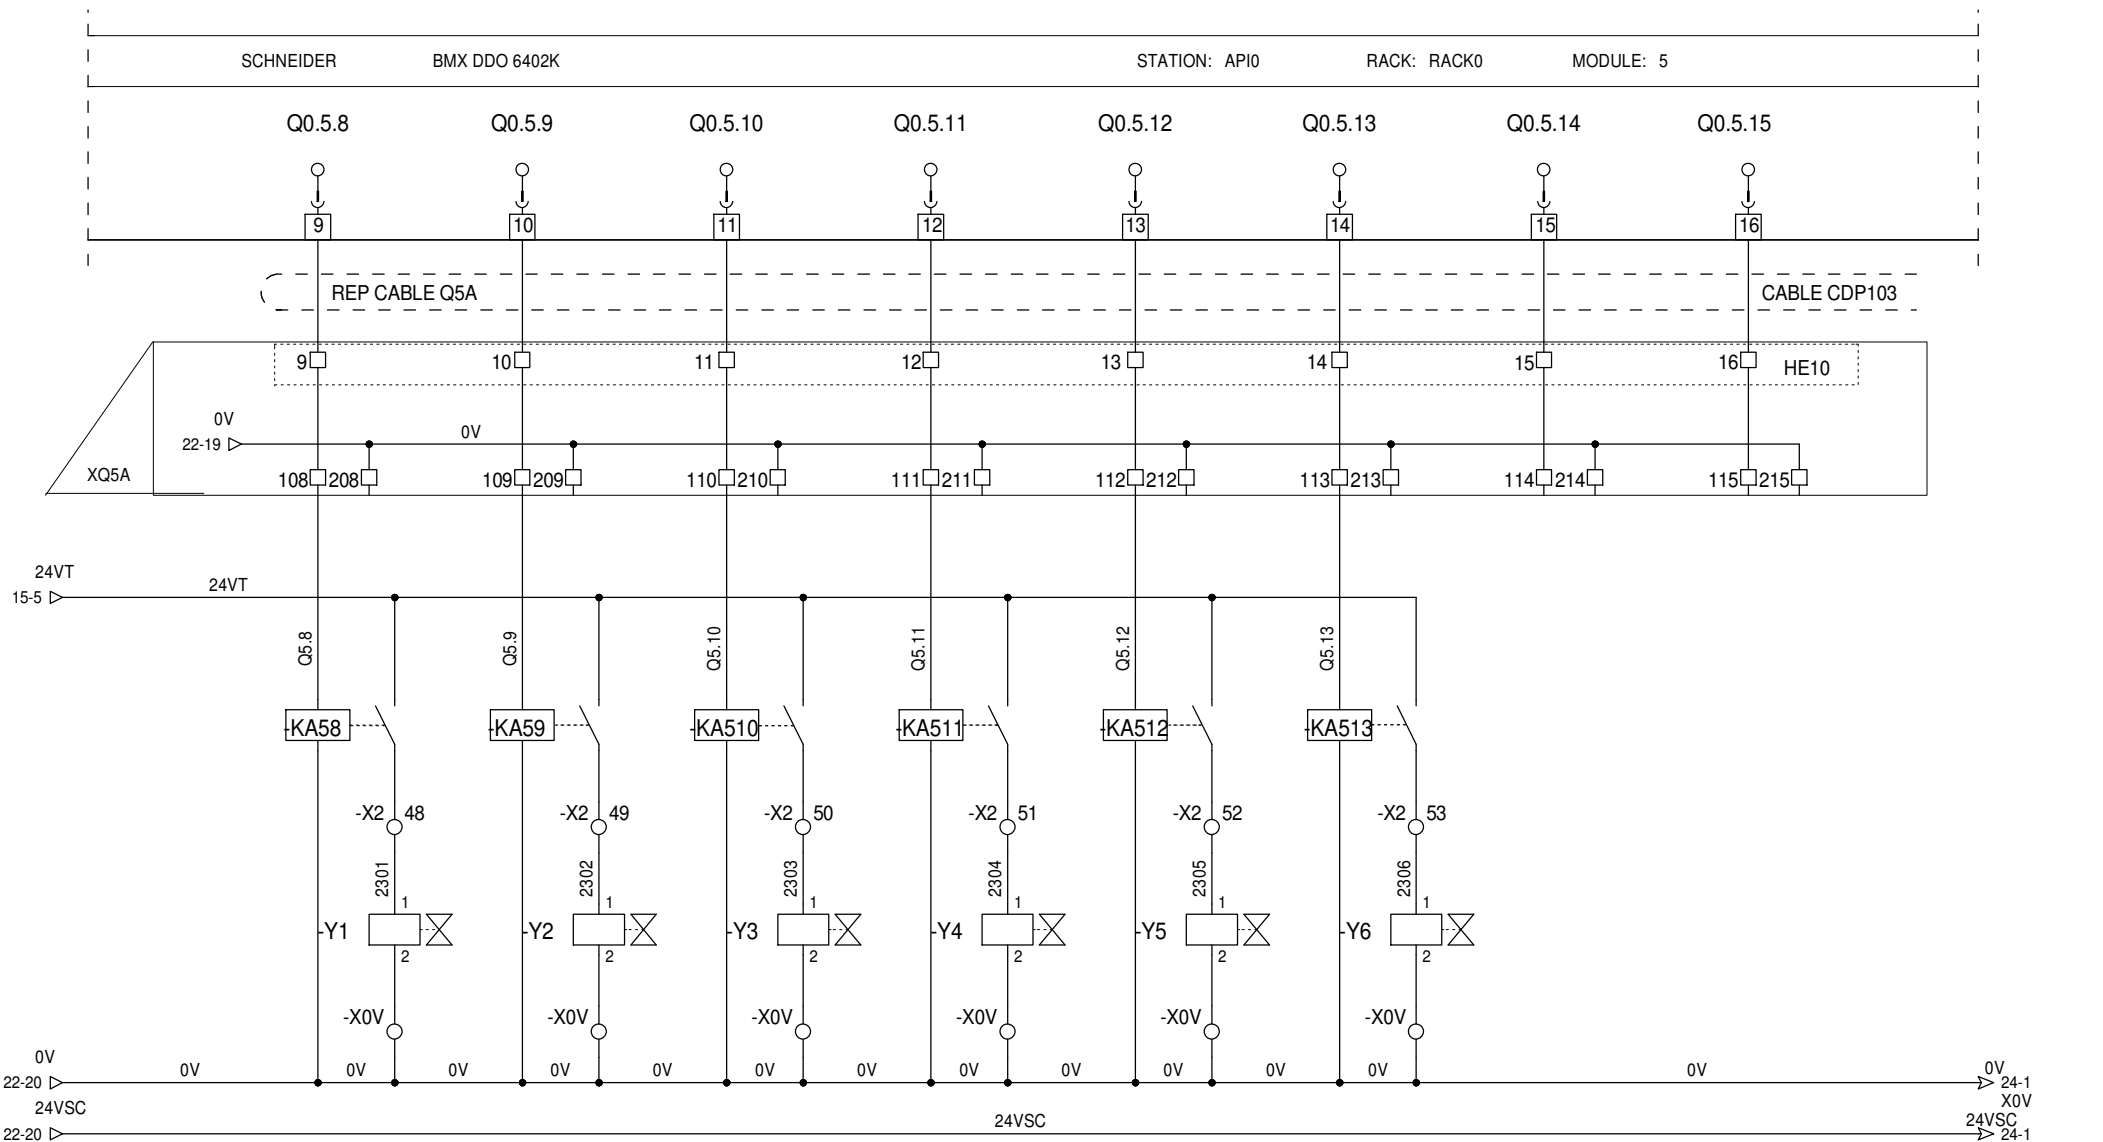 SCHNEIDER BMX DDO 6402K STATION: API0 RACK: RACK0 MODULE: 5
Q0.5.8 Q0.5.9 Q0.5.10 Q0.5.11 Q0.5.12 Q0.5.13 Q0.5.14 Q0.5.15
9 10 11 12 13 14 15 16
REP CABLE Q5A CABLE CDP103
9 10 11 12 13 14 15 16 HE10
0V
22-19 0V
XQ5A
108 208 109 209 110 210 111 211 112 212 113 213 114 214 115 215
24VT
15-5 24VT
Q5.8 Q5.9 Q5.10 Q5.11 Q5.12 Q5.13
-KA58 -KA59 -KA510 -KA511 -KA512 -KA513
-X2 48 -X2 49 -X2 50 -X2 51 -X2 52 -X2 53
2301 2302 2303 2304 2305 2306
1 1 1 1 1 1
-Y1 -Y2 -Y3 -Y4 -Y5 -Y6
2 2 2 2 2 2
-X0V -X0V -X0V -X0V -X0V -X0V
0V 0V 0V 0V 0V 0V 0V 0V 0V 0V 0V 0V 0V 0V 0V
22-20 24-1
X0V
24VSC 24VSC 24VSC
22-20 24-1